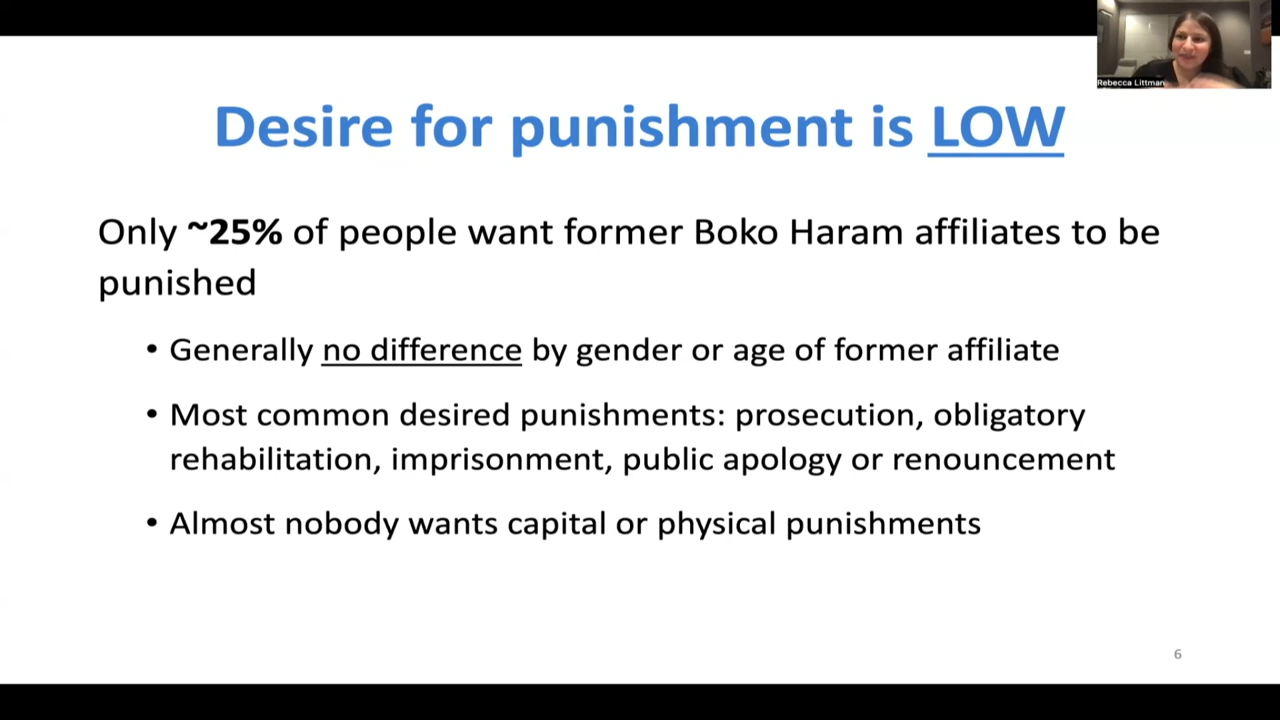 Rebecca Littman
Desire for punishment is LOW
Only ~25% of people want former Boko Haram affiliates to be
punished
• Generally no difference by gender or age of former affiliate
• Most common desired punishments: prosecution, obligatory
rehabilitation, imprisonment, public apology or renouncement
• Almost nobody wants capital or physical punishments
6